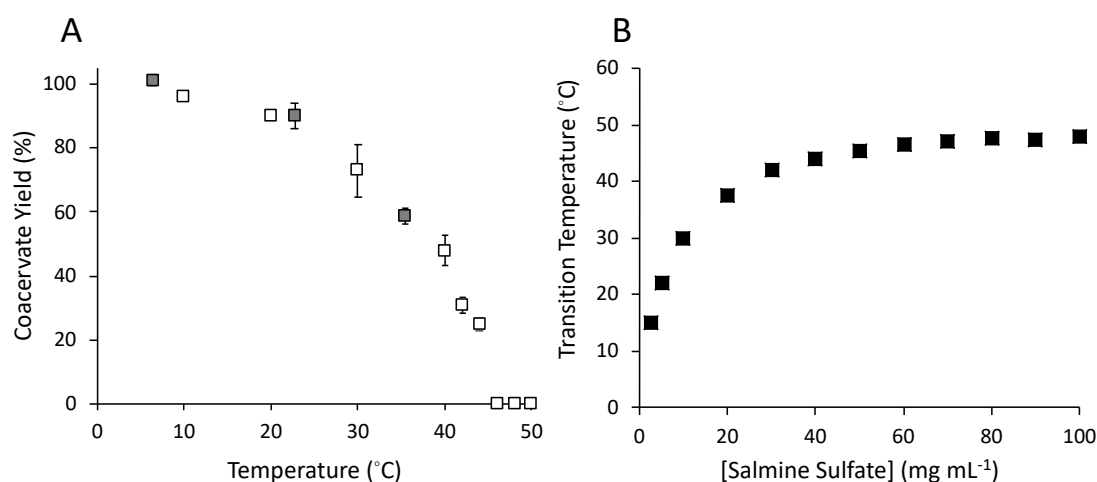 A
Coacervate Yield (%)
100
80
60
40
20
0
0 10 20 30 40 50
Temperature (°C)
B
Transition Temperature (°C)
60
50
40
30
20
10
0
0 20 40 60 80 100
[Salmine Sulfate] (mg mL⁻¹)